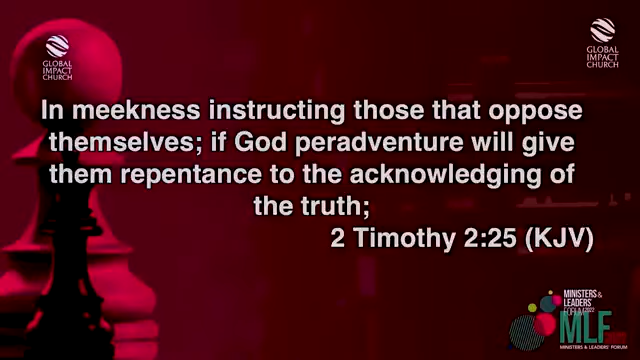 GLOBAL
IMPACT
CHURCH
GLOBAL
IMPACT
CHURCH
In meekness instructing those that oppose
themselves; if God peradventure will give
them repentance to the acknowledging of
the truth;
2 Timothy 2:25 (KJV)
MINISTERS &
LEADERS
FORUM 2022
MLF
MINISTERS & LEADERS' FORUM